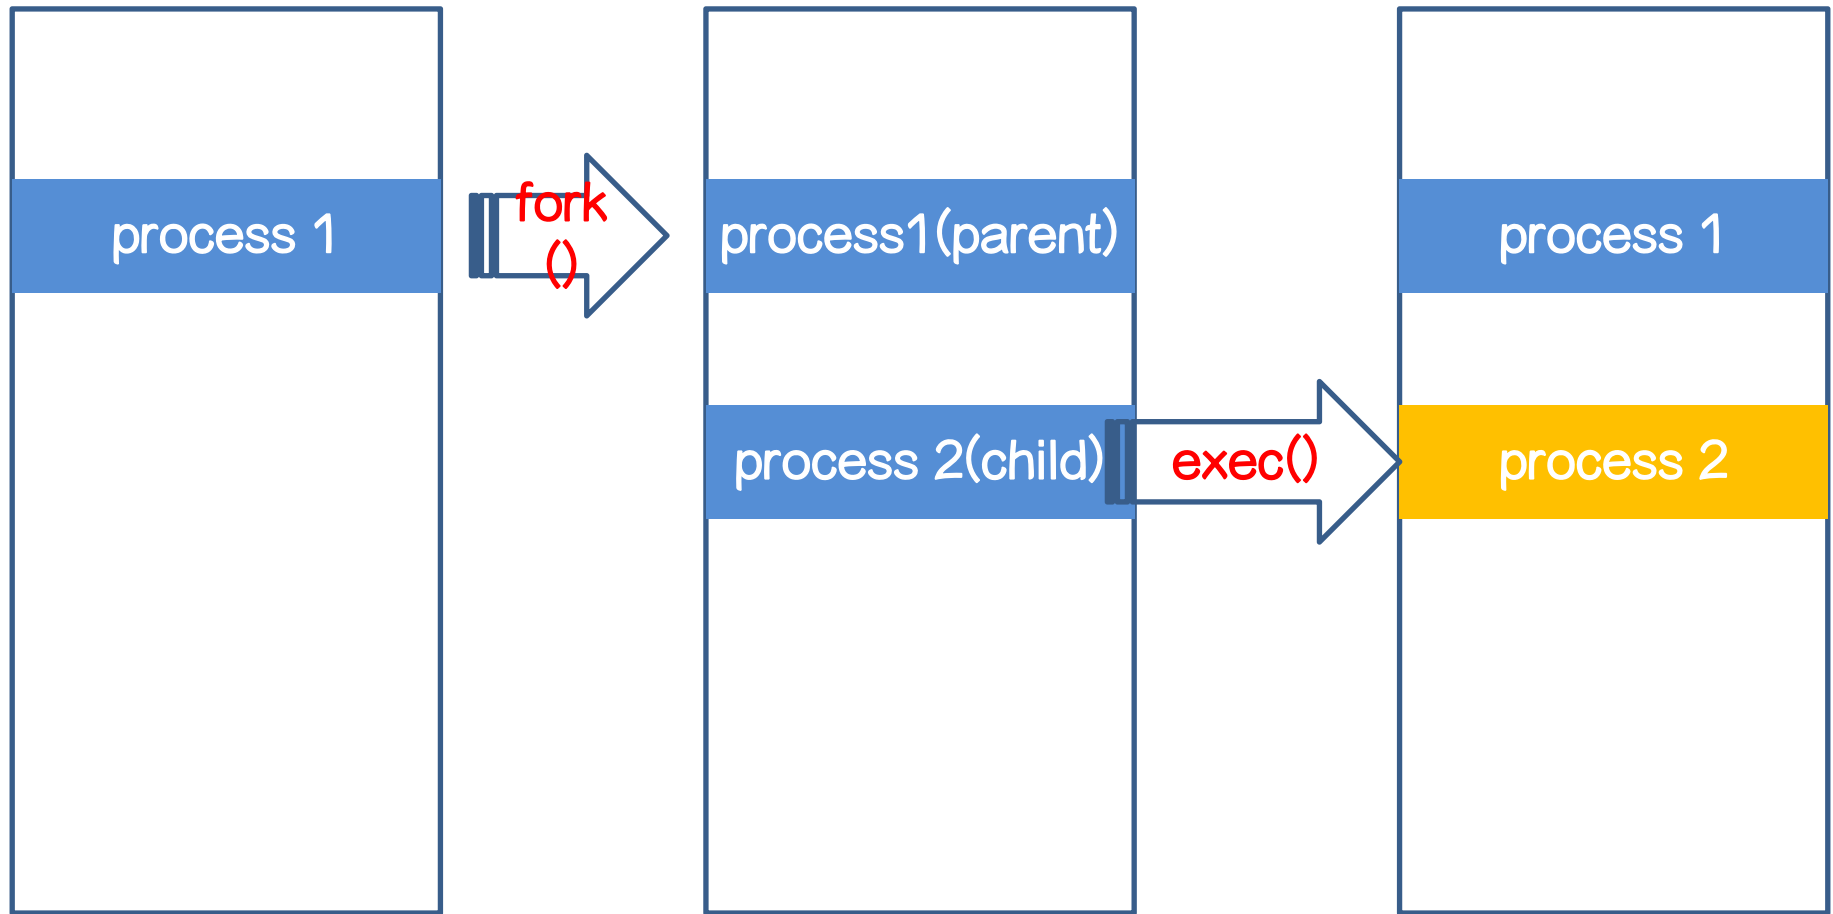 process 1
fork
()
process1(parent)
process 2(child)
exec()
process 1
process 2